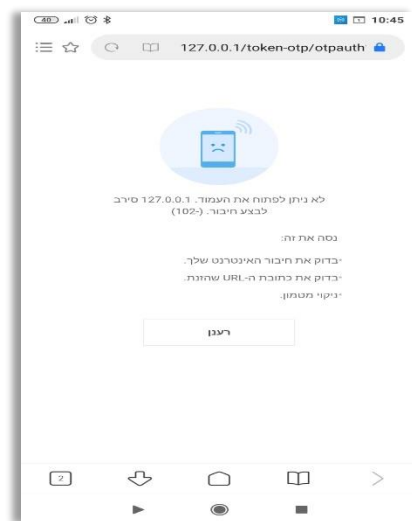 40 10:45
127.0.0.1/token-otp/otpauth
לא ניתן לפתוח את העמוד. 127.0.0.1 סירב
לבצע חיבור. (-102)
נסה את זה:
·בדוק את חיבור האינטרנט שלך.
·בדוק את כתובת ה-URL שהזנת.
·ניקוי מטמון.
רענן
2